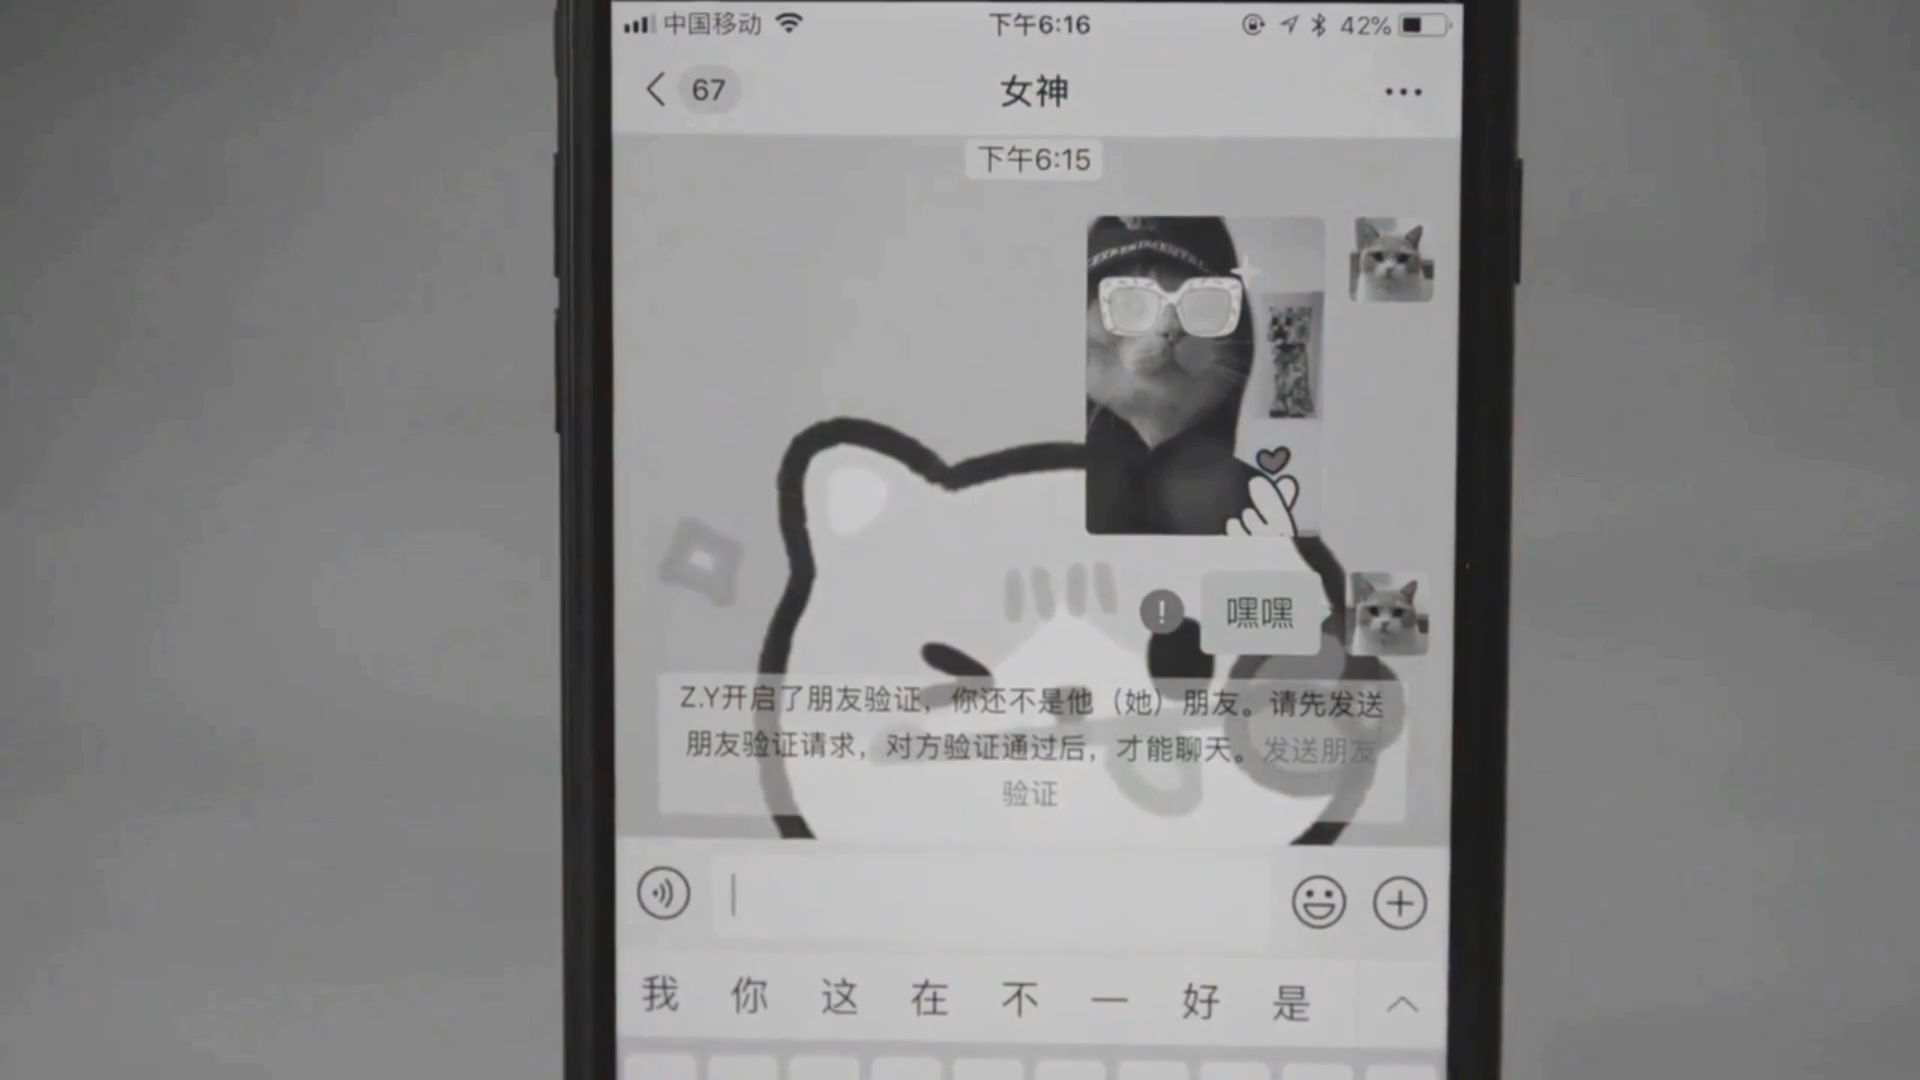 中国移动 下午6:16 42%
67 女神
下午6:15
EXPERIMENTAL
嘿嘿
Z.Y开启了朋友验证，你还不是他（她）朋友。请先发送
朋友验证请求，对方验证通过后，才能聊天。发送朋友
验证
我 你 这 在 不 一 好 是